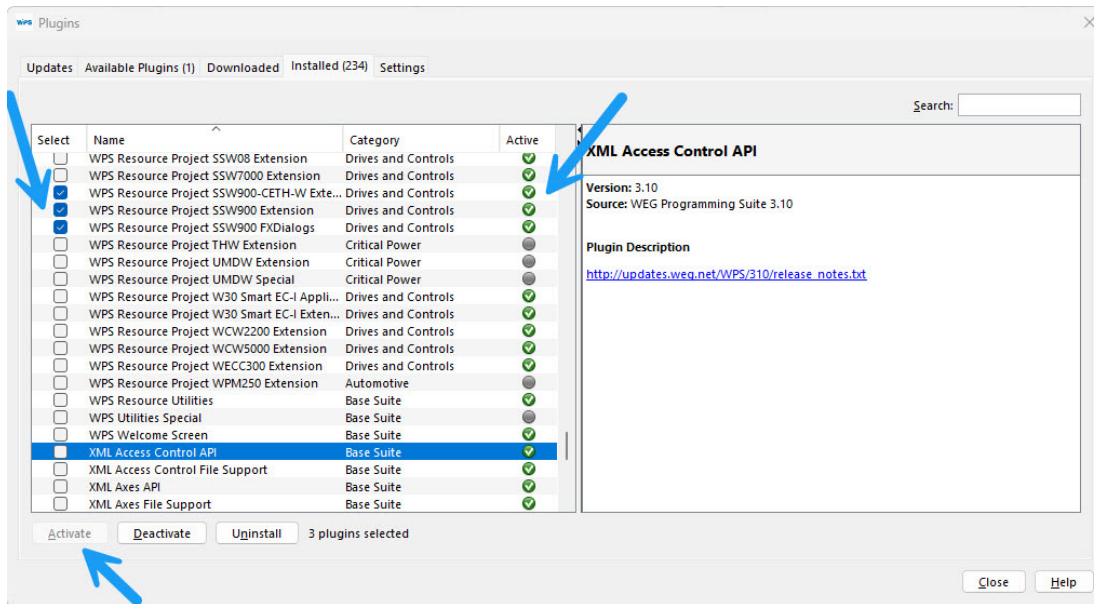 WPS Plugins
Updates Available Plugins (1) Downloaded Installed (234) Settings
Search:
Select Name Category Active
WPS Resource Project SSW08 Extension Drives and Controls
WPS Resource Project SSW7000 Extension Drives and Controls
WPS Resource Project SSW900-CETH-W Exte... Drives and Controls
WPS Resource Project SSW900 Extension Drives and Controls
WPS Resource Project SSW900 FXDialogs Drives and Controls
WPS Resource Project THW Extension Critical Power
WPS Resource Project UMDW Extension Critical Power
WPS Resource Project UMDW Special Critical Power
WPS Resource Project W30 Smart EC-I Appli... Drives and Controls
WPS Resource Project W30 Smart EC-I Exten... Drives and Controls
WPS Resource Project WCW2200 Extension Drives and Controls
WPS Resource Project WCW5000 Extension Drives and Controls
WPS Resource Project WECC300 Extension Drives and Controls
WPS Resource Project WPM250 Extension Automotive
WPS Resource Utilities Base Suite
WPS Utilities Special Base Suite
WPS Welcome Screen Base Suite
XML Access Control API Base Suite
XML Access Control File Support Base Suite
XML Axes API Base Suite
XML Axes File Support Base Suite
XML Access Control API
Version: 3.10
Source: WEG Programming Suite 3.10
Plugin Description
http://updates.weg.net/WPS/310/release_notes.txt
Activate Deactivate Uninstall 3 plugins selected
Close Help